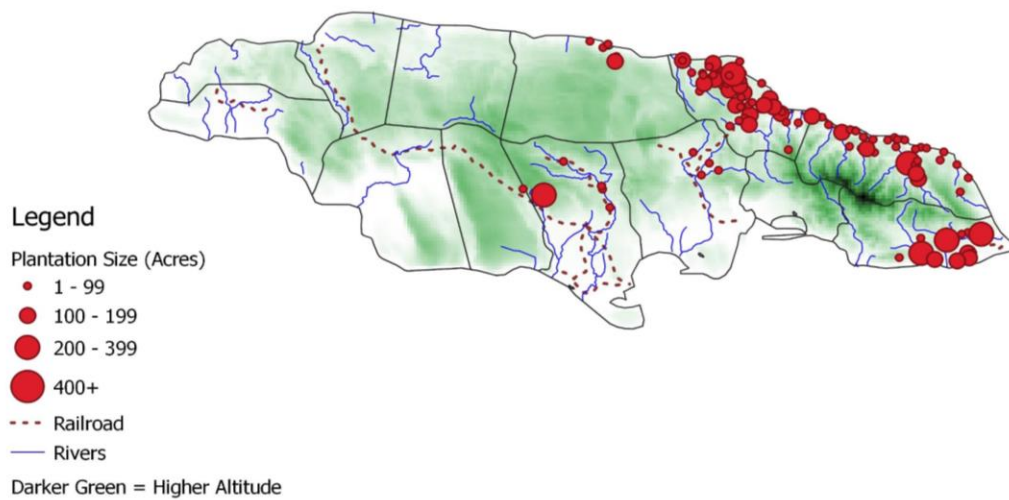 Legend
Plantation Size (Acres)
1 - 99
100 - 199
200 - 399
400+
Railroad
Rivers
Darker Green = Higher Altitude